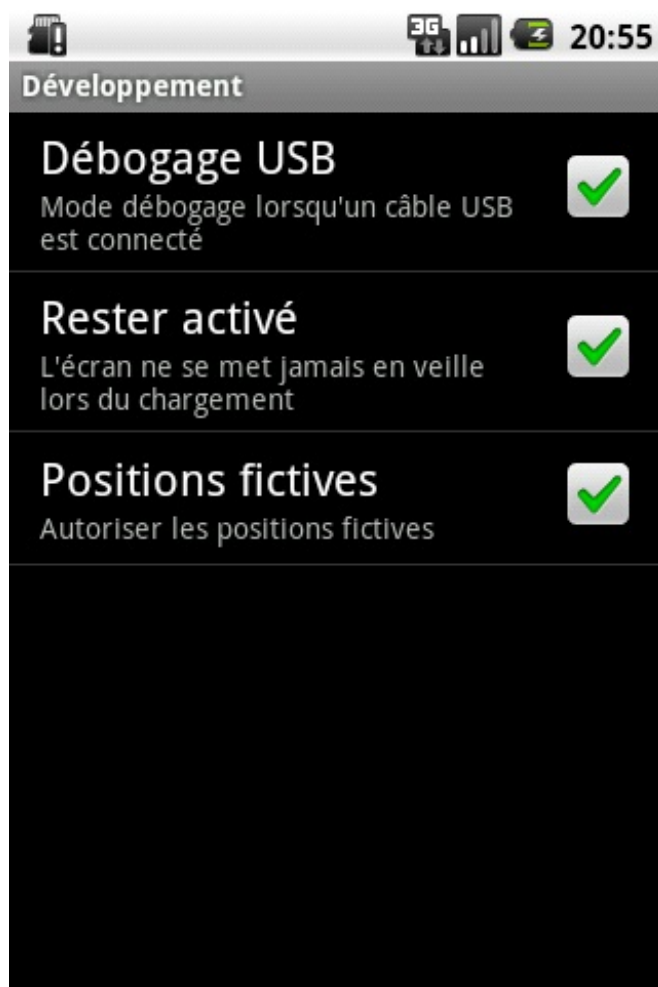 3G 20:55
Développement
Débogage USB
Mode débogage lorsqu'un câble USB
est connecté
Rester activé
L'écran ne se met jamais en veille
lors du chargement
Positions fictives
Autoriser les positions fictives